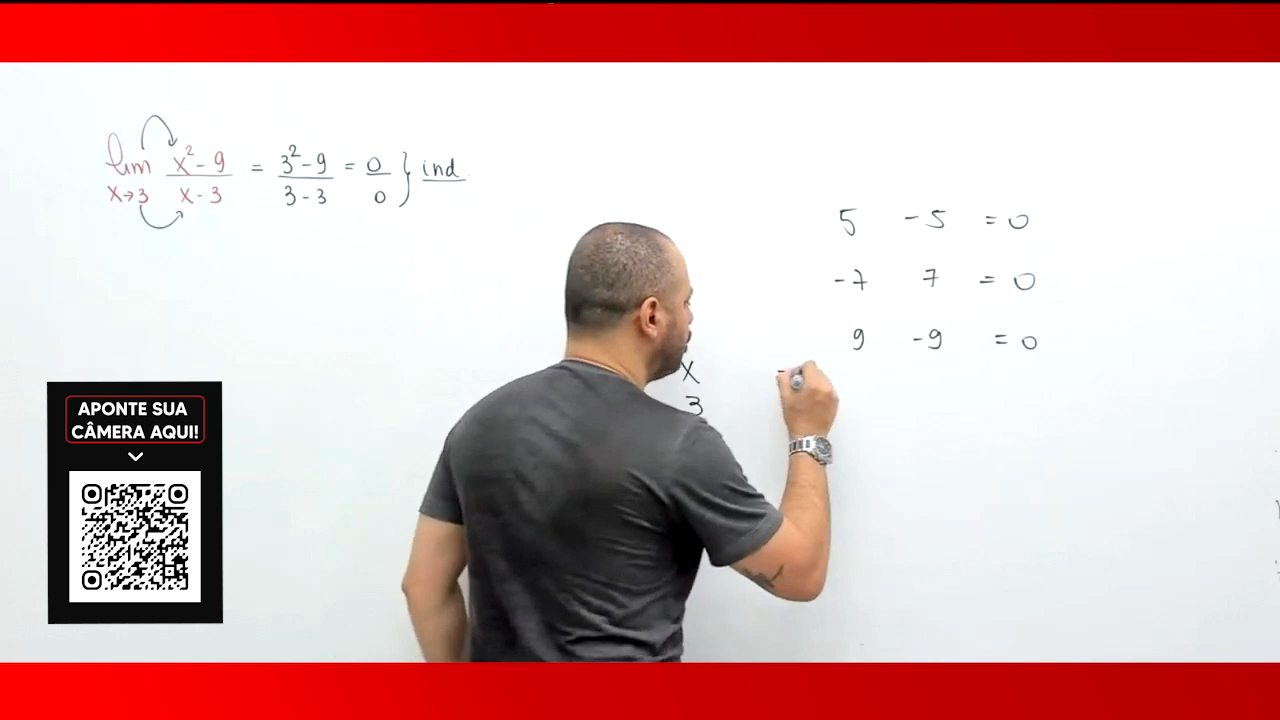 lim x² - 9 = 3² - 9 = 0 } ind
x→3 x - 3 3 - 3 0
5 - 5 = 0
- 7 7 = 0
9 - 9 = 0
x
3
APONTE SUA
CÂMERA AQUI!